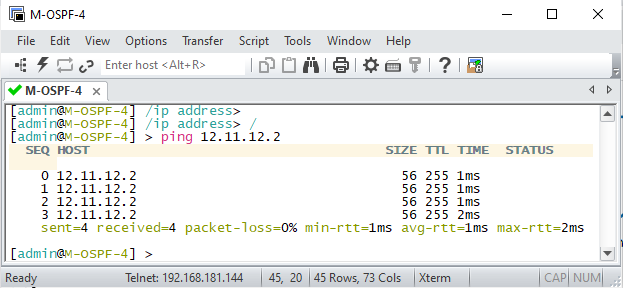 M-OSPF-4
File Edit View Options Transfer Script Tools Window Help
Enter host <Alt+R>
M-OSPF-4
[admin@M-OSPF-4] /ip address>
[admin@M-OSPF-4] /ip address> /
[admin@M-OSPF-4] > ping 12.11.12.2
SEQ HOST SIZE TTL TIME STATUS
0 12.11.12.2 56 255 1ms
1 12.11.12.2 56 255 1ms
2 12.11.12.2 56 255 1ms
3 12.11.12.2 56 255 2ms
sent=4 received=4 packet-loss=0% min-rtt=1ms avg-rtt=1ms max-rtt=2ms
[admin@M-OSPF-4] >
Ready Telnet: 192.168.181.144 45, 20 45 Rows, 73 Cols Xterm CAP NUM